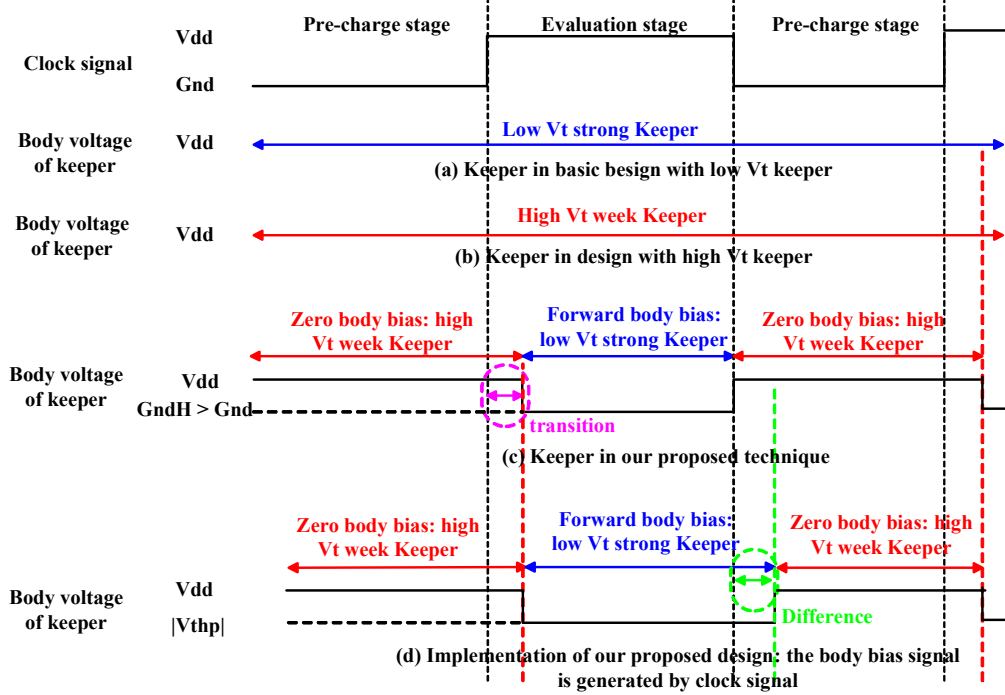 Pre-charge stage
Evaluation stage
Pre-charge stage
Vdd
Clock signal
Gnd
Body voltage
of keeper
Vdd
Low Vt strong Keeper
(a) Keeper in basic besign with low Vt keeper
Body voltage
of keeper
Vdd
High Vt week Keeper
(b) Keeper in design with high Vt keeper
Zero body bias: high
Vt week Keeper
Forward body bias:
low Vt strong Keeper
Zero body bias: high
Vt week Keeper
Body voltage
of keeper
Vdd
GndH > Gnd
transition
(c) Keeper in our proposed technique
Zero body bias: high
Vt week Keeper
Forward body bias:
low Vt strong Keeper
Zero body bias: high
Vt week Keeper
Body voltage
of keeper
Vdd
|Vthp|
Difference
(d) Implementation of our proposed design: the body bias signal
is generated by clock signal